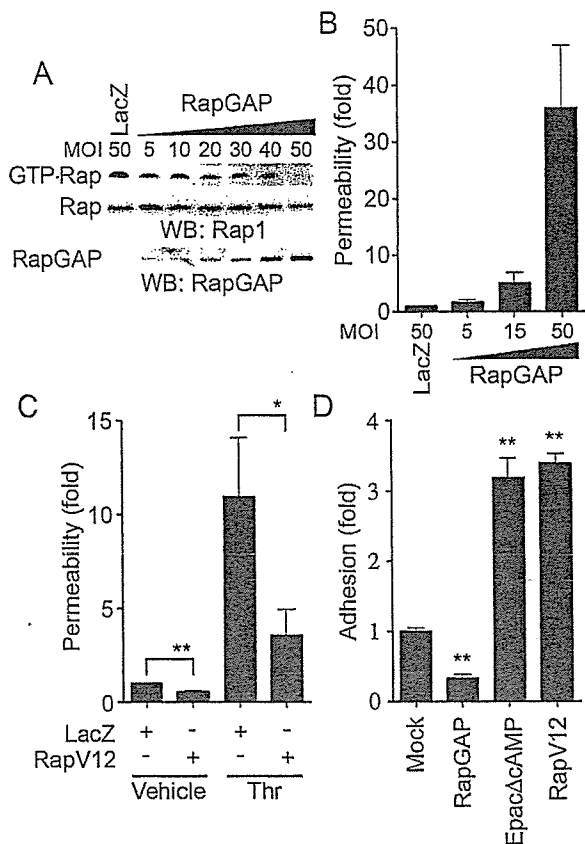 A
LacZ
RapGAP
MOI 50 5 10 20 30 40 50
GTP-Rap
Rap
WB: Rap1
RapGAP
WB: RapGAP
B
Permeability (fold)
50
40
30
20
10
0
MOI 50 5 15 50
LacZ
RapGAP
C
Permeability (fold)
15
10
5
0
*
**
LacZ + - + -
RapV12 - + - +
Vehicle Thr
D
Adhesion (fold)
4
3
2
1
0
** ** **
Mock
RapGAP
EpacΔcAMP
RapV12